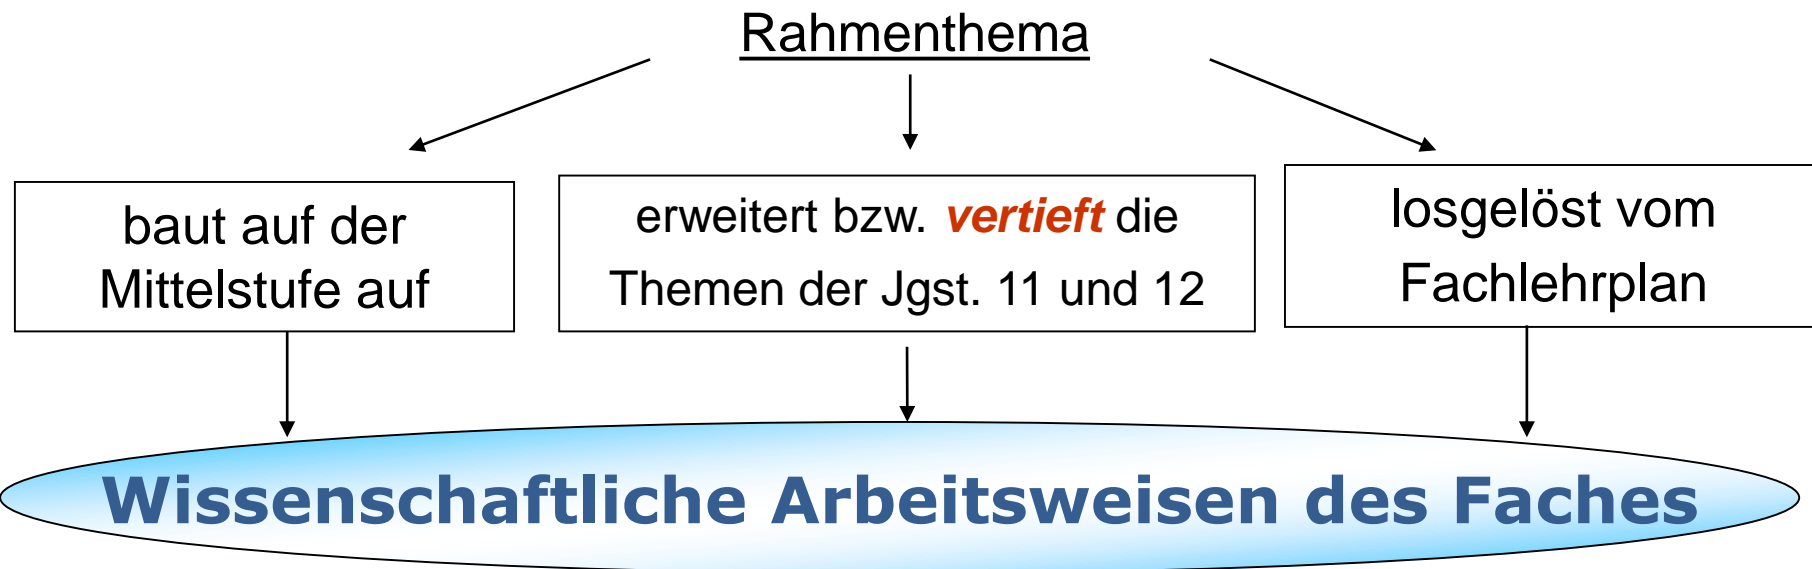 Rahmenthema
baut auf der
Mittelstufe auf
erweitert bzw. vertieft die
Themen der Jgst. 11 und 12
losgelöst vom
Fachlehrplan
Wissenschaftliche Arbeitsweisen des Faches